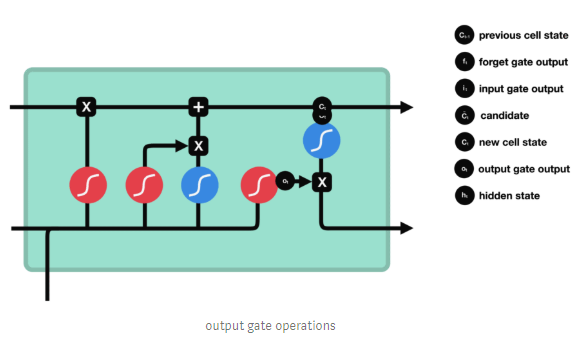 C t-1 previous cell state
f t forget gate output
i t input gate output
C̃ t candidate
C t new cell state
o t output gate output
h t hidden state
X
+
C t
X
o t
X
output gate operations